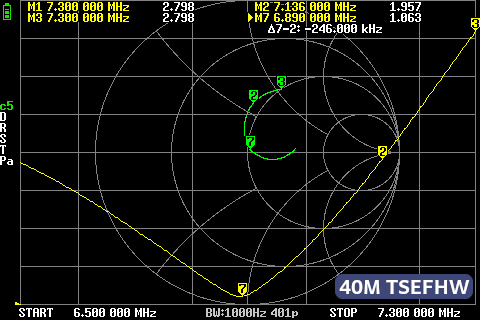 M1 7.300 000 MHz 2.798 M2 7.136 000 MHz 1.957
M3 7.300 000 MHz 2.798 ▶M7 6.890 000 MHz 1.063
Δ7-2: -246.000 kHz
3
2 3
c5
D
R
S
T
Pa
7 2
7
40M TSEFHW
START 6.500 000 MHz BW:1000Hz 401p STOP 7.300 000 MHz